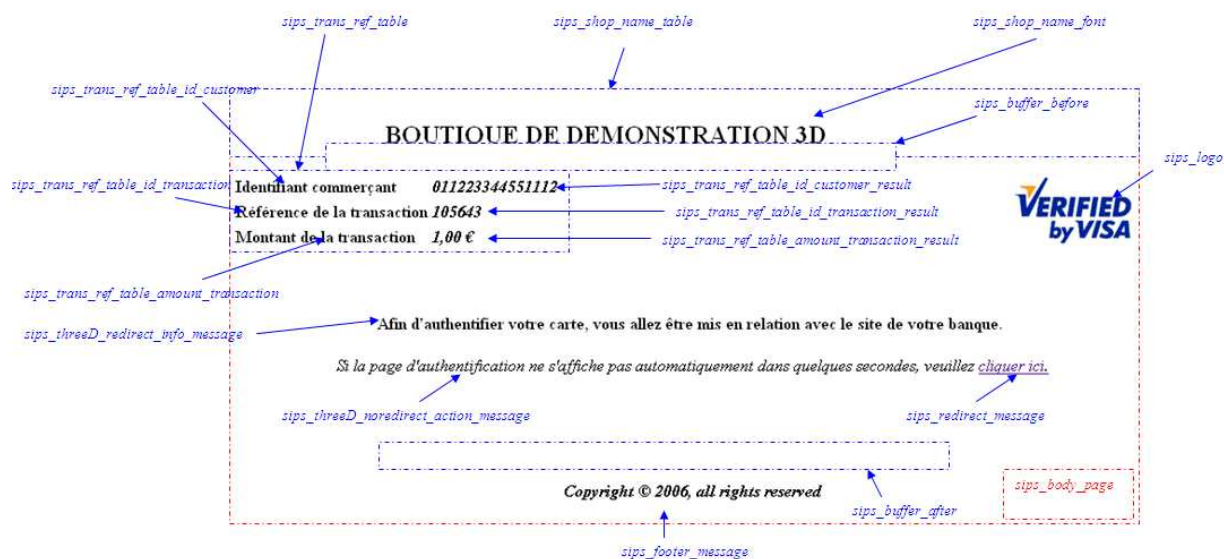 sips_trans_ref_table
sips_shop_name_table
sips_shop_name_font
sips_trans_ref_table_id_customer
sips_buffer_before
BOUTIQUE DE DEMONSTRATION 3D
sips_logo
sips_trans_ref_table_id_transaction
Identifiant commerçant 011223344551112
sips_trans_ref_table_id_customer_result
Référence de la transaction 105643
sips_trans_ref_table_id_transaction_result
Montant de la transaction 1,00 €
sips_trans_ref_table_amount_transaction_result
VERIFIED
by VISA
sips_trans_ref_table_amount_transaction
sips_threeD_redirect_info_message
Afin d'authentifier votre carte, vous allez être mis en relation avec le site de votre banque.
Si la page d'authentification ne s'affiche pas automatiquement dans quelques secondes, veuillez cliquer ici.
sips_threeD_noredirect_action_message
sips_redirect_message
sips_body_page
Copyright © 2006, all rights reserved
sips_buffer_after
sips_footer_message